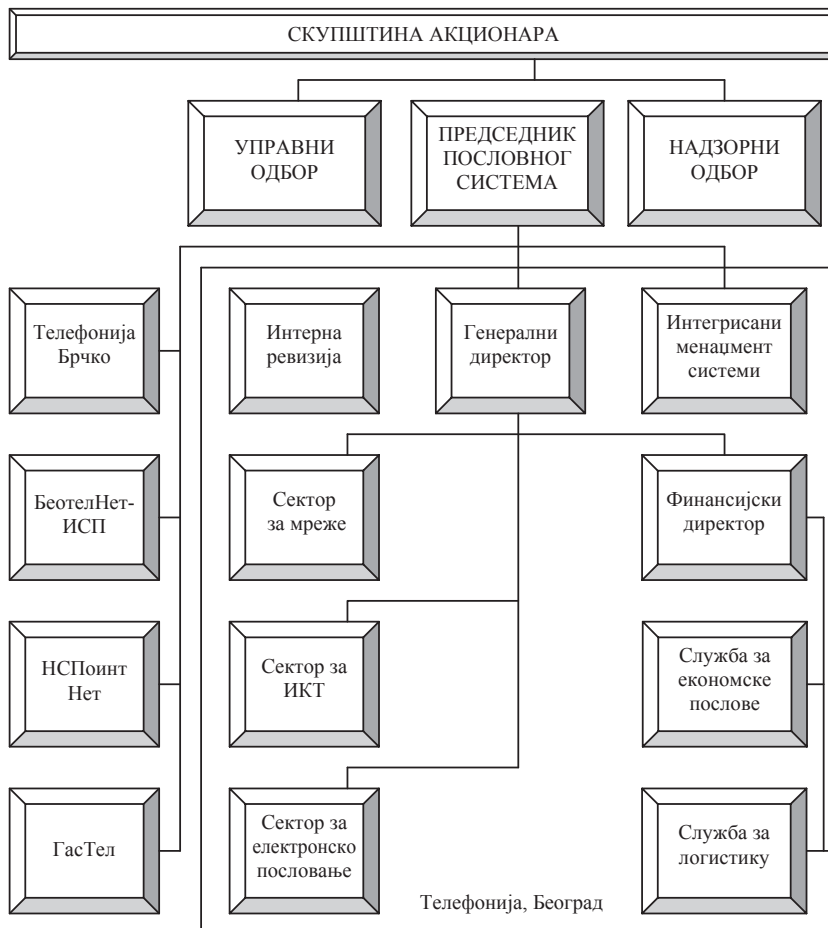 СКУПШТИНА АКЦИОНАРА
УПРАВНИ
ОДБОР
ПРЕДСЕДНИК
ПОСЛОВНОГ
СИСТЕМА
НАДЗОРНИ
ОДБОР
Телефонија
Брчко
Интерна
ревизија
Генерални
директор
Интегрисани
менаџмент
системи
БеотелНет-
ИСП
Сектор
за мреже
Финансијски
директор
НСПоинт
Нет
Сектор за
ИКТ
Служба за
економске
послове
ГасТел
Сектор за
електронско
пословање
Служба за
логистику
Телефонија, Београд